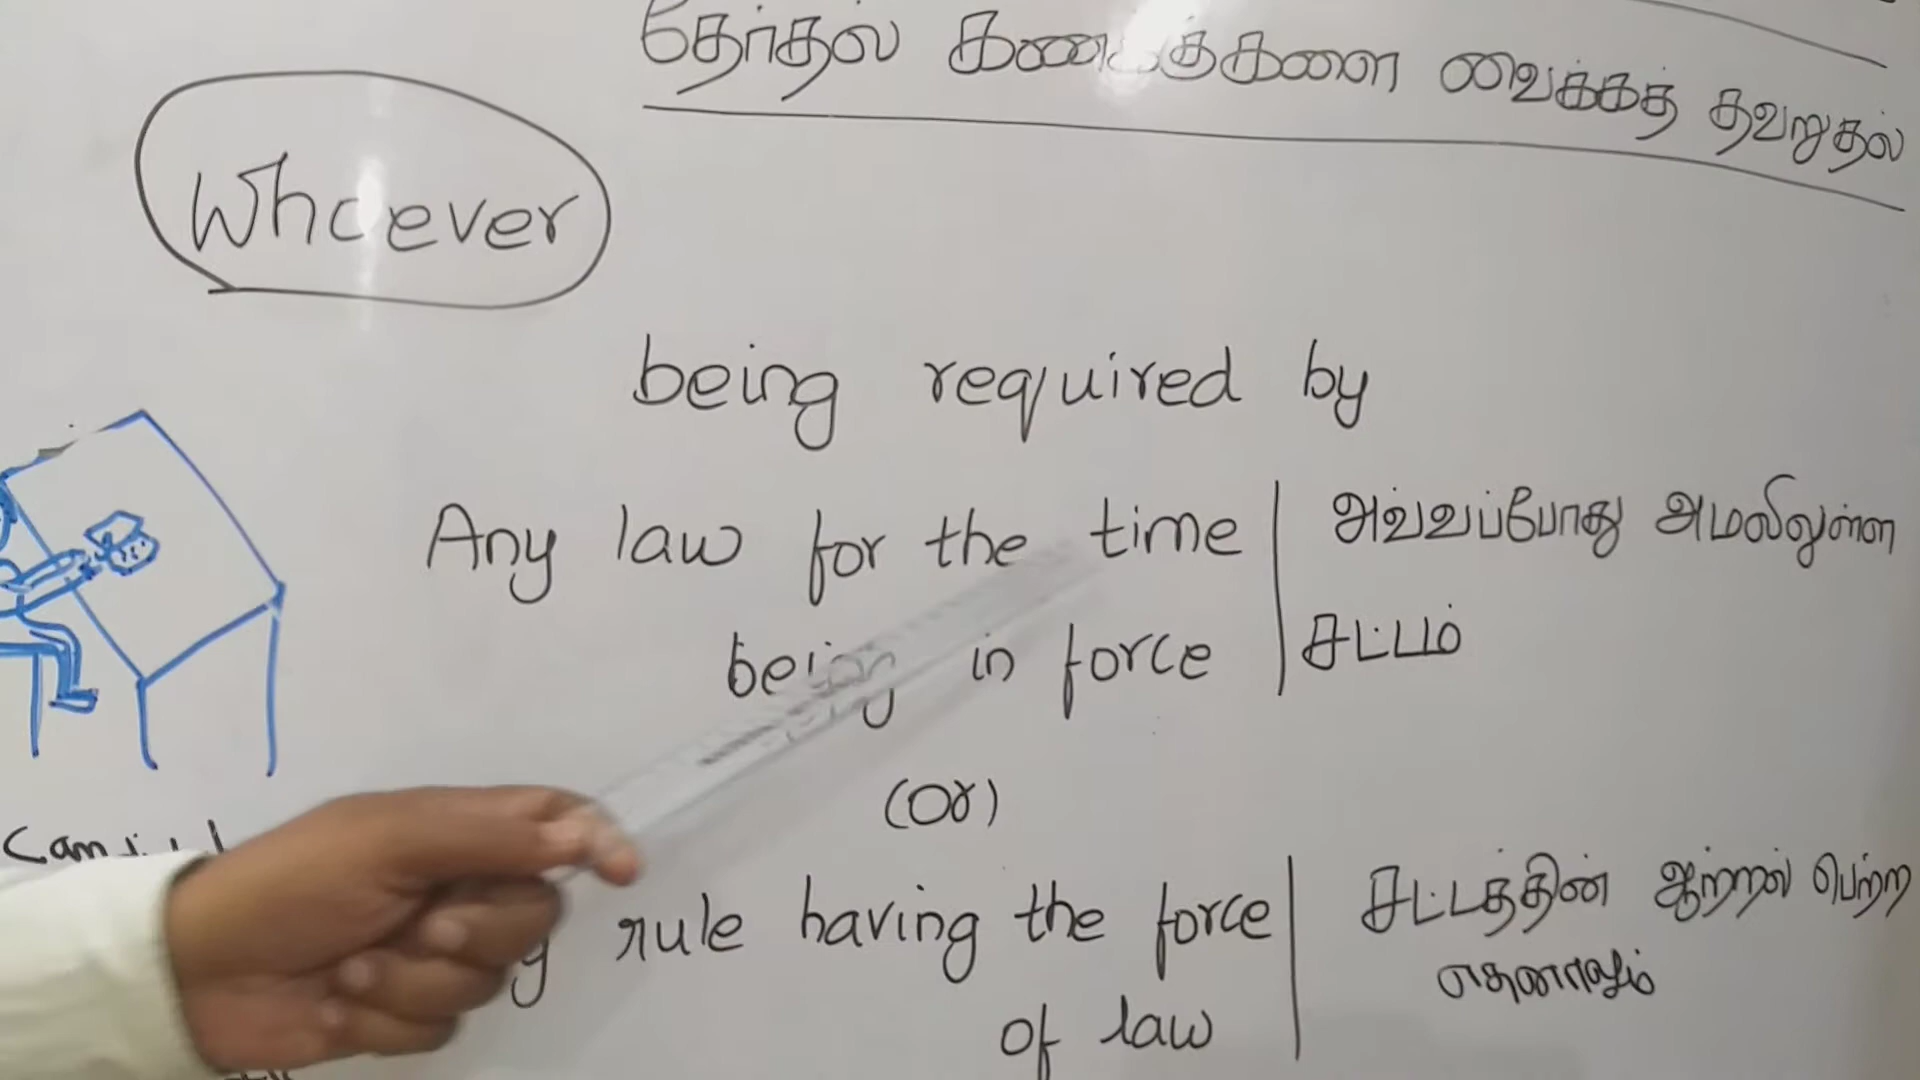 தேர்தல் கணக்குகளை வைக்கத் தவறுதல்
Whoever
being required by
Any law for the time
being in force
அவ்வப்போது அமலிலுள்ள
சட்டம்
(Or)
rule having the force
of law
சட்டத்தின் ஆற்றல் பெற்ற
எதனாலும்